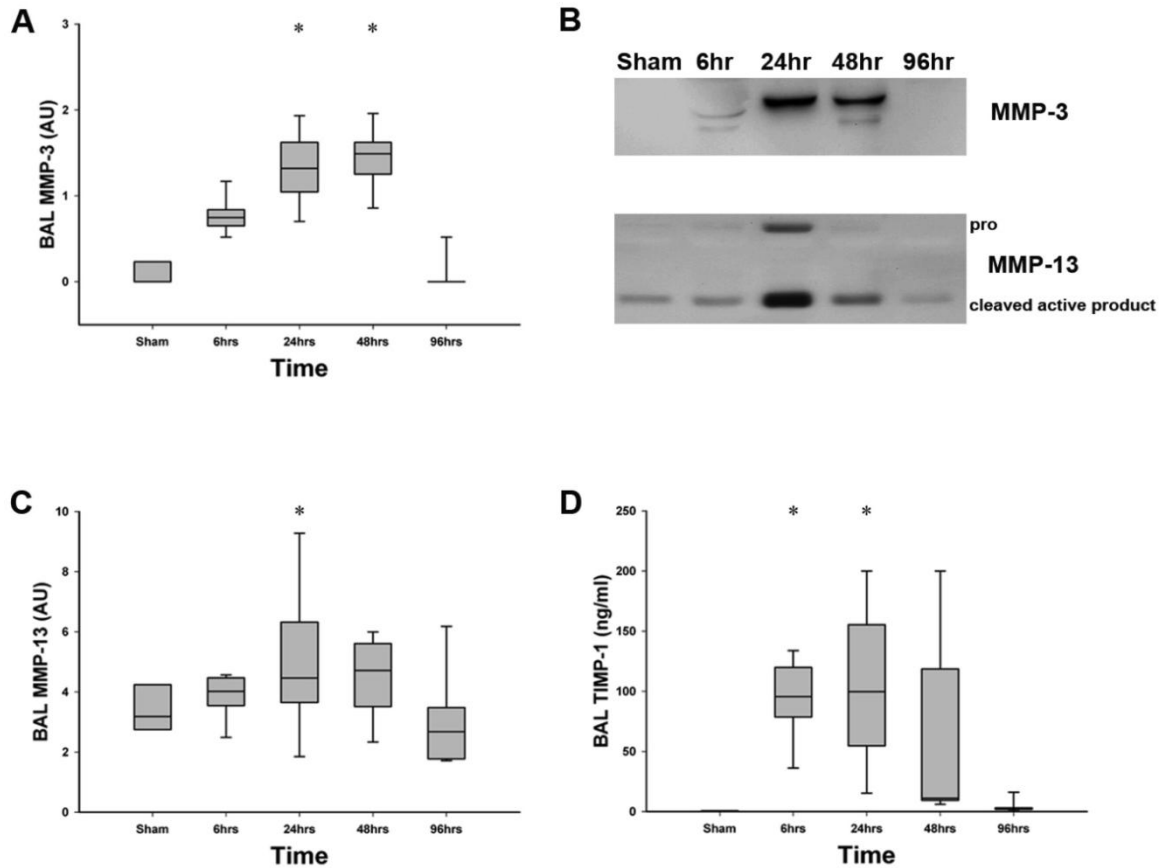 A
BAL MMP-3 (AU)
3
2
1
0
* *
Sham 6hrs 24hrs 48hrs 96hrs
Time
B
Sham 6hr 24hr 48hr 96hr
MMP-3
pro
MMP-13
cleaved active product
C
BAL MMP-13 (AU)
10
8
6
4
2
0
*
Sham 6hrs 24hrs 48hrs 96hrs
Time
D
BAL TIMP-1 (ng/ml)
250
200
150
100
50
0
* *
Sham 6hrs 24hrs 48hrs 96hrs
Time